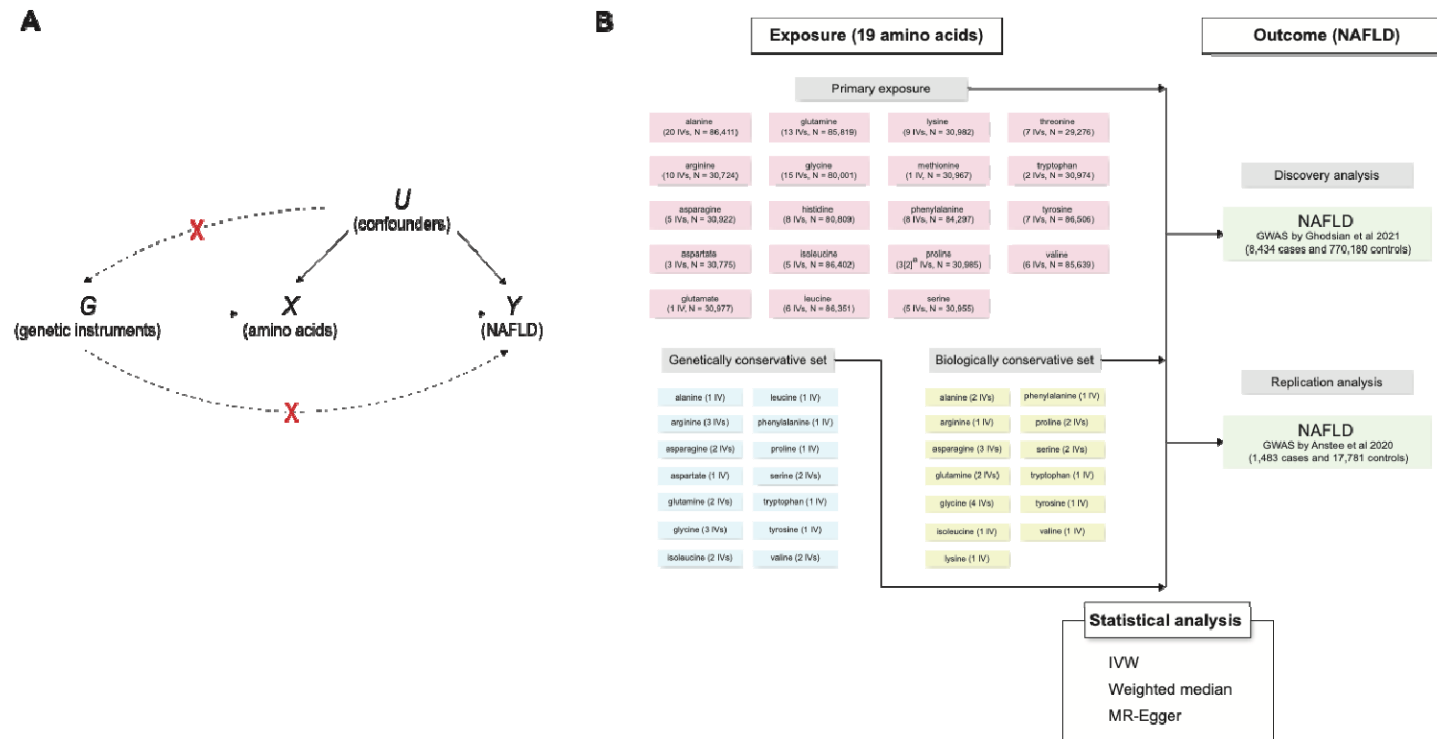 A
U
(confounders)
X
G
(genetic instruments)
X
(amino acids)
Y
(NAFLD)
X
B
Exposure (19 amino acids)
Outcome (NAFLD)
Primary exposure
alanine
(20 IVs, N = 86,411)
glutamine
(13 IVs, N = 85,819)
lysine
(9 IVs, N = 30,982)
threonine
(7 IVs, N = 29,276)
arginine
(10 IVs, N = 30,724)
glycine
(15 IVs, N = 80,001)
methionine
(1 IV, N = 30,967)
tryptophan
(2 IVs, N = 30,974)
asparagine
(5 IVs, N = 30,922)
histidine
(8 IVs, N = 80,809)
phenylalanine
(8 IVs, N = 84,297)
tyrosine
(7 IVs, N = 86,506)
aspartate
(3 IVs, N = 30,775)
isoleucine
(5 IVs, N = 86,402)
proline
(3[2] IVs, N = 30,985)
valine
(6 IVs, N = 85,639)
glutamate
(1 IV, N = 30,977)
leucine
(6 IVs, N = 86,351)
serine
(5 IVs, N = 30,955)
Discovery analysis
NAFLD
GWAS by Ghodsian et al 2021
(8,434 cases and 770,180 controls)
Genetically conservative set
alanine (1 IV)
leucine (1 IV)
arginine (3 IVs)
phenylalanine (1 IV)
asparagine (2 IVs)
proline (1 IV)
aspartate (1 IV)
serine (2 IVs)
glutamine (2 IVs)
tryptophan (1 IV)
glycine (3 IVs)
tyrosine (1 IV)
isoleucine (2 IVs)
valine (2 IVs)
Biologically conservative set
alanine (2 IVs)
phenylalanine (1 IV)
arginine (1 IV)
proline (2 IVs)
asparagine (3 IVs)
serine (2 IVs)
glutamine (2 IVs)
tryptophan (1 IV)
glycine (4 IVs)
tyrosine (1 IV)
isoleucine (1 IV)
valine (1 IV)
lysine (1 IV)
Replication analysis
NAFLD
GWAS by Anstee et al 2020
(1,483 cases and 17,781 controls)
Statistical analysis
IVW
Weighted median
MR-Egger